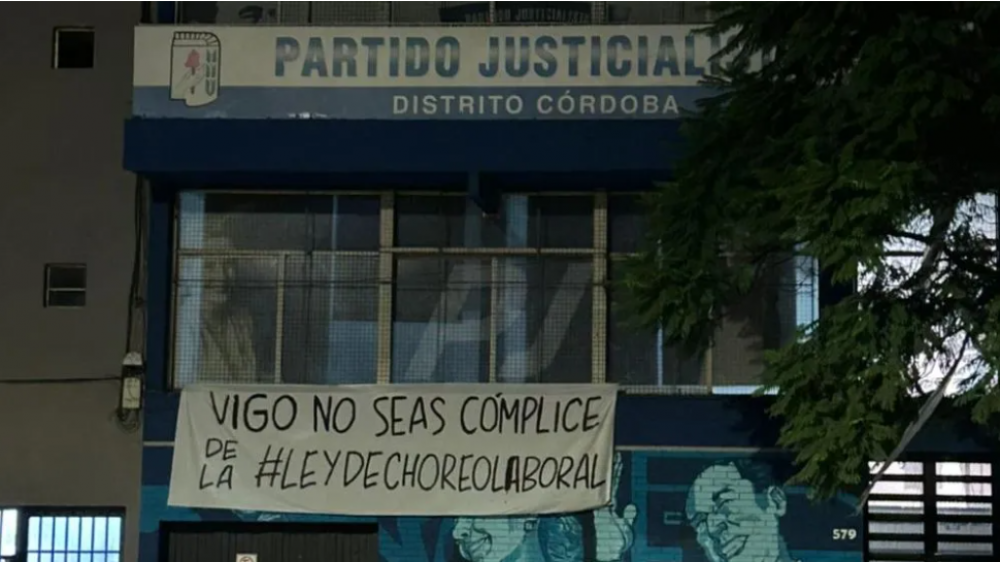 PARTIDO JUSTICIAL
DISTRITO CÓRDOBA
VIGO NO SEAS CÓMPLICE
DE LA #LEYDECHOREOLABORAL
579